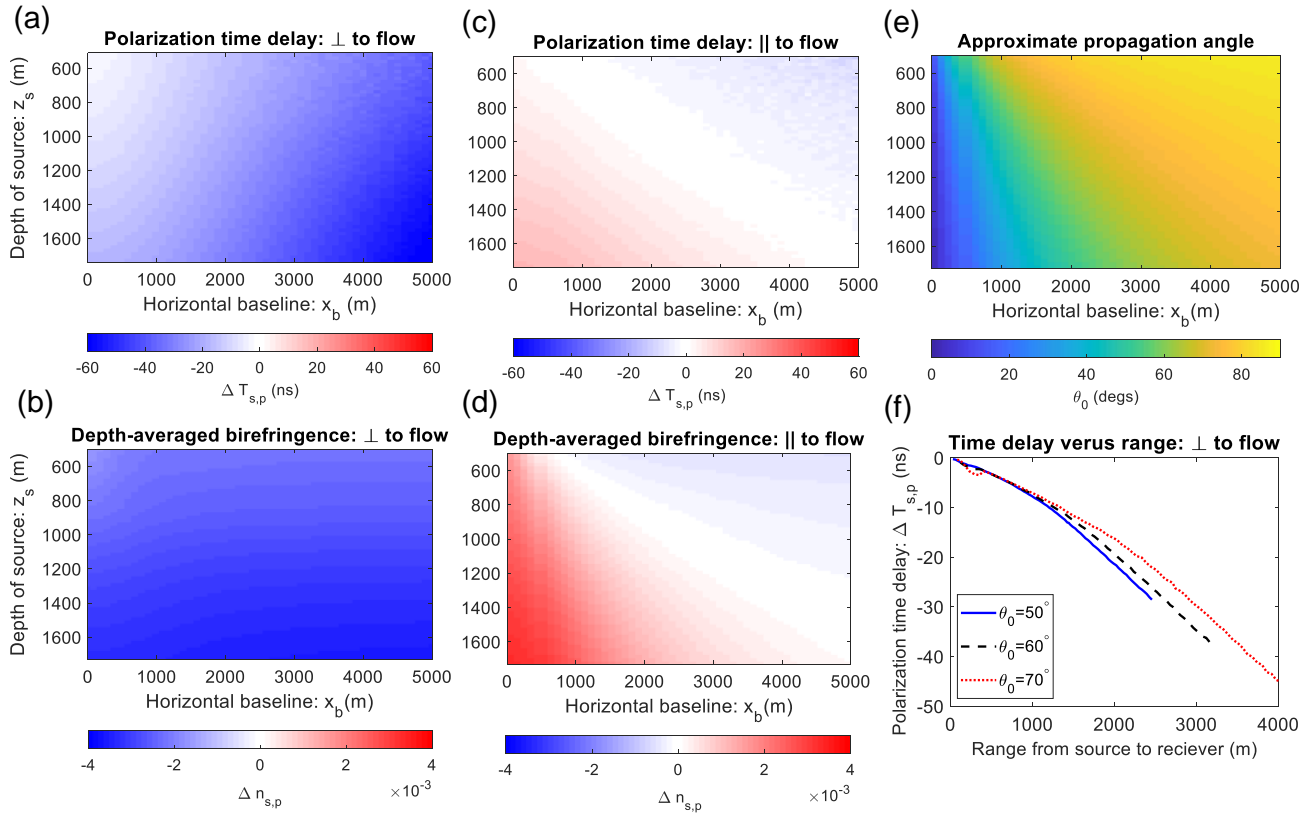 (a)
Polarization time delay: ⊥ to flow
Depth of source: z_s (m)
600
800
1000
1200
1400
1600
0 1000 2000 3000 4000 5000
Horizontal baseline: x_b (m)
-60 -40 -20 0 20 40 60
Δ T_s,p (ns)
(c)
Polarization time delay: || to flow
600
800
1000
1200
1400
1600
0 1000 2000 3000 4000 5000
Horizontal baseline: x_b (m)
-60 -40 -20 0 20 40 60
Δ T_s,p (ns)
(e)
Approximate propagation angle
600
800
1000
1200
1400
1600
0 1000 2000 3000 4000 5000
Horizontal baseline: x_b(m)
0 20 40 60 80
θ_0 (degs)
(b)
Depth-averaged birefringence: ⊥ to flow
Depth of source: z_s (m)
600
800
1000
1200
1400
1600
0 1000 2000 3000 4000 5000
Horizontal baseline: x_b(m)
-4 -2 0 2 4
Δ n_s,p
×10^-3
(d)
Depth-averaged birefringence: || to flow
600
800
1000
1200
1400
1600
0 1000 2000 3000 4000 5000
Horizontal baseline: x_b(m)
-4 -2 0 2 4
Δ n_s,p
×10^-3
(f)
Time delay verus range: ⊥ to flow
Polarization time delay: Δ T_s,p (ns)
0
-10
-20
-30
-40
-50
θ_0=50°
θ_0=60°
θ_0=70°
0 1000 2000 3000 4000
Range from source to reciever (m)